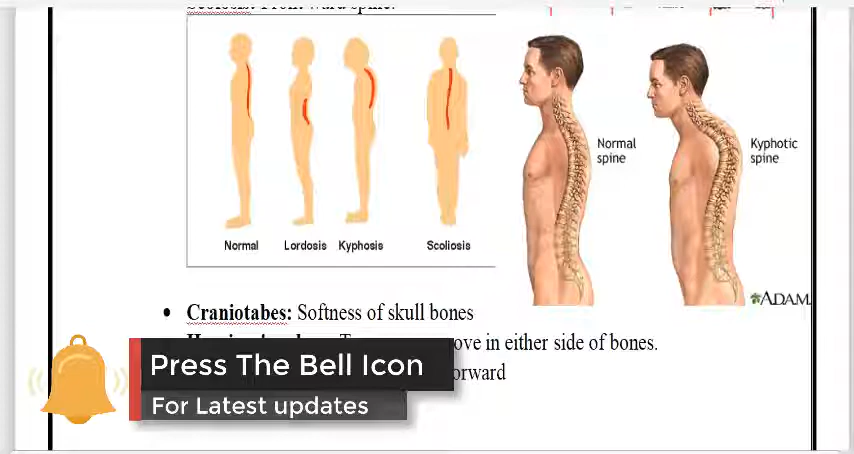 Normal
spine
Kyphotic
spine
Normal Lordosis Kyphosis Scoliosis
ADAM
• Craniotabes: Softness of skull bones
ove in either side of bones.
orward
Press The Bell Icon
For Latest updates